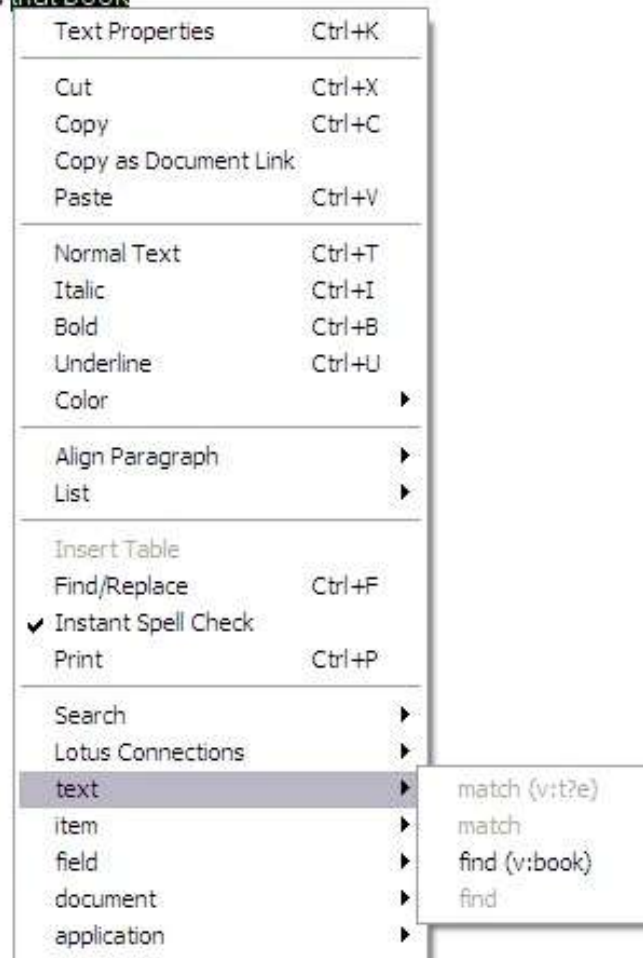 that book
Text Properties Ctrl+K
Cut Ctrl+X
Copy Ctrl+C
Copy as Document Link
Paste Ctrl+V
Normal Text Ctrl+T
Italic Ctrl+I
Bold Ctrl+B
Underline Ctrl+U
Color
Align Paragraph
List
Insert Table
Find/Replace Ctrl+F
Instant Spell Check
Print Ctrl+P
Search
Lotus Connections
text
item
field
document
application
match (v:t?e)
match
find (v:book)
find